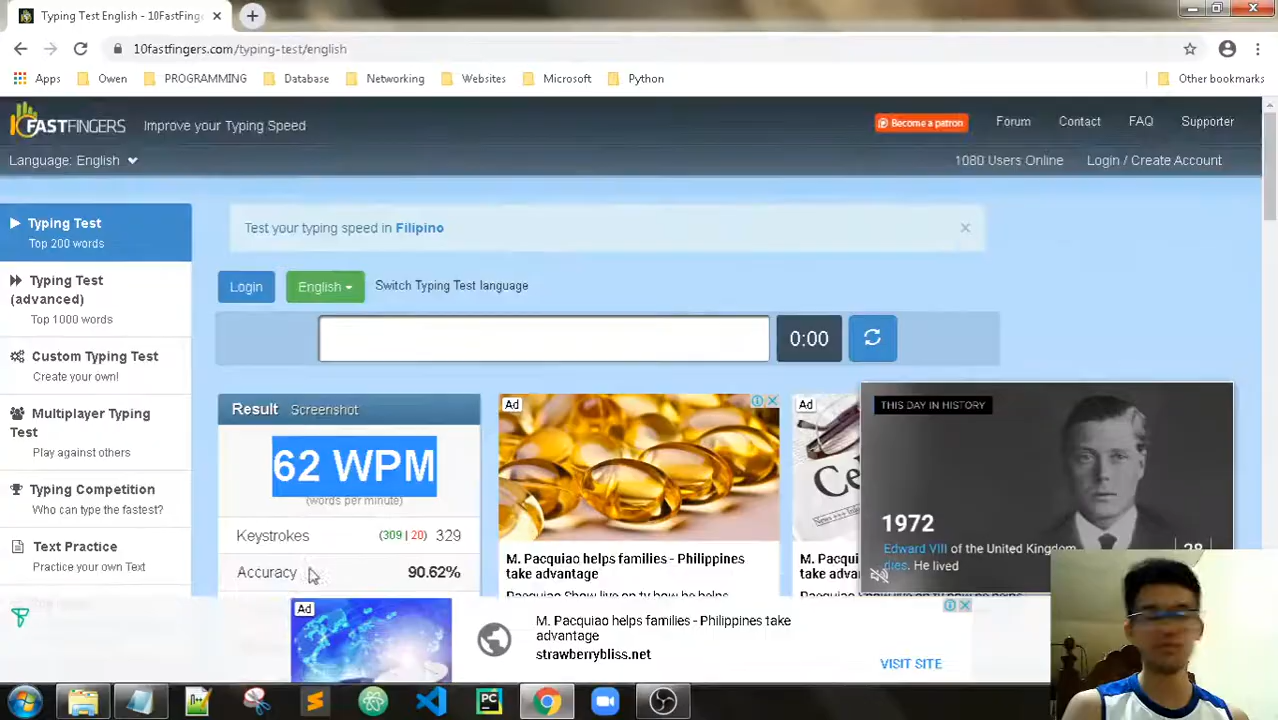 Typing Test English - 10FastFinge
10fastfingers.com/typing-test/english
Apps
Owen
PROGRAMMING
Database
Networking
Websites
Microsoft
Python
Other bookmarks
10FASTFINGERS
Improve your Typing Speed
Become a patron
Forum
Contact
FAQ
Supporter
Language: English
1080 Users Online
Login / Create Account
Typing Test
Top 200 words
Typing Test
(advanced)
Top 1000 words
Custom Typing Test
Create your own!
Multiplayer Typing
Test
Play against others
Typing Competition
Who can type the fastest?
Text Practice
Practice your own Text
Test your typing speed in Filipino
Login
English
Switch Typing Test language
0:00
Result Screenshot
62 WPM
(words per minute)
Keystrokes (309 | 20) 329
Accuracy 90.62%
Ad
M. Pacquiao helps families - Philippines
take advantage
Ad
THIS DAY IN HISTORY
1972
28
Edward VIII of the United Kingdom
dies. He lived
Ad
M. Pacquiao helps families - Philippines take
advantage
strawberrybliss.net
VISIT SITE
PC